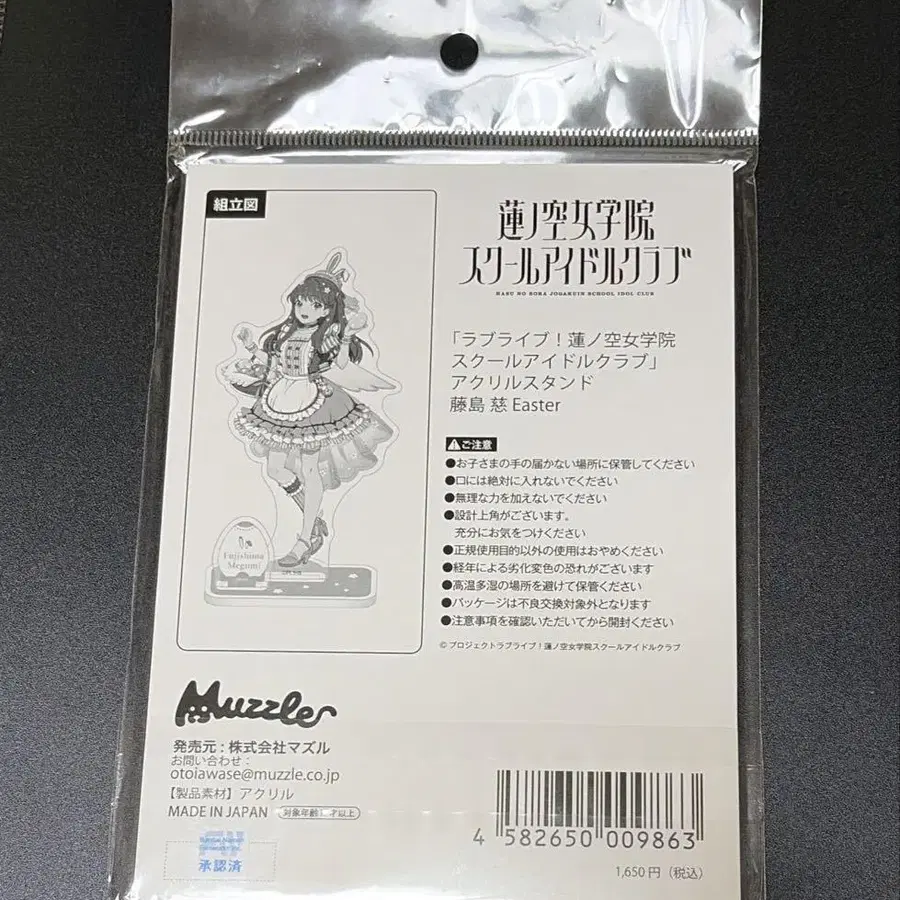 組立図
Fujishima
Megumi
蓮ノ空女学院
スクールアイドルクラブ
HASU NO SORA JOGAKUIN SCHOOL IDOL CLUB
「ラブライブ！蓮ノ空女学院
スクールアイドルクラブ」
アクリルスタンド
藤島 慈 Easter
ご注意
●お子さまの手の届かない場所に保管してください
●口には絶対に入れないでください
●無理な力を加えないでください
●設計上角がございます。
充分にお気をつけください
●正規使用目的以外の使用はおやめください
●経年による劣化変色の恐れがございます
●高温多湿の場所を避けて保管ください
●パッケージは不良交換対象外となります
●注意事項を確認いただいてから開封ください
© プロジェクトラブライブ！蓮ノ空女学院スクールアイドルクラブ
Muzzle
発売元：株式会社マズル
お問い合わせ：
otoiawase@muzzle.co.jp
【製品素材】アクリル
MADE IN JAPAN
対象年齢 才以上
承認済
4 582650 009863
1,650 円（税込）